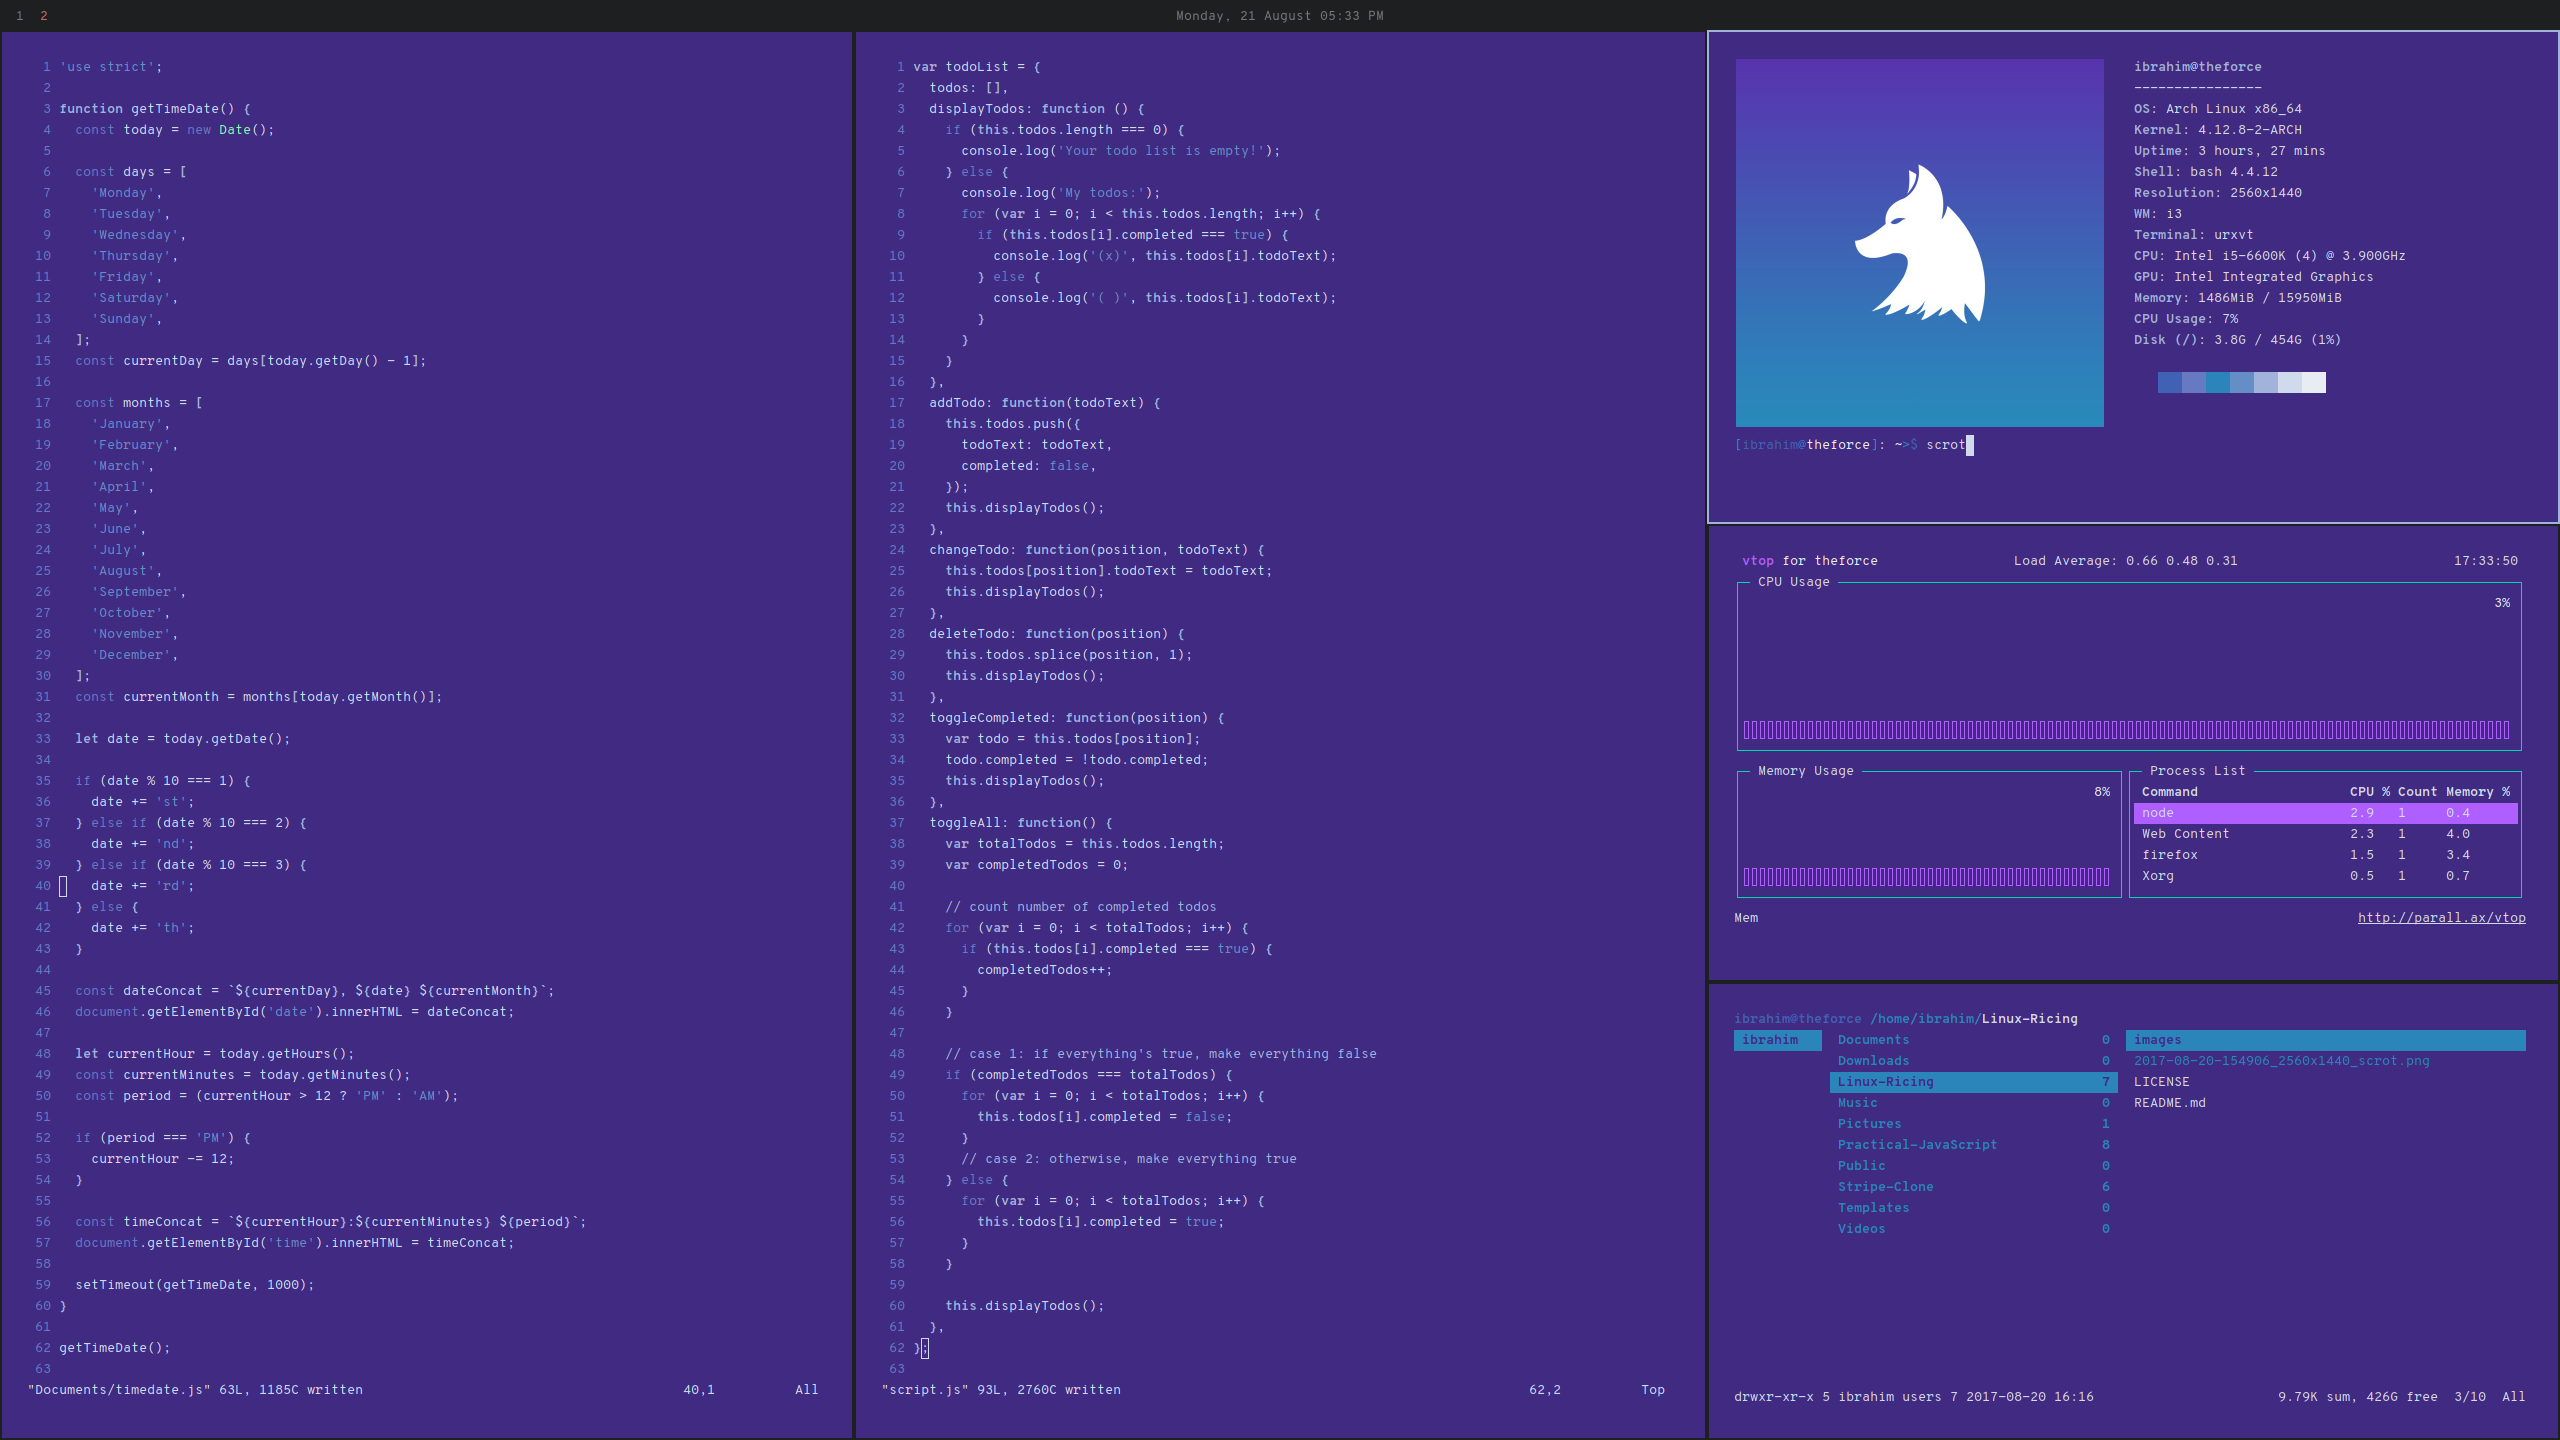 1 2
Monday, 21 August 05:33 PM
1 'use strict';
2
3 function getTimeDate() {
4   const today = new Date();
5
6   const days = [
7     'Monday',
8     'Tuesday',
9     'Wednesday',
10     'Thursday',
11     'Friday',
12     'Saturday',
13     'Sunday',
14   ];
15   const currentDay = days[today.getDay() - 1];
16
17   const months = [
18     'January',
19     'February',
20     'March',
21     'April',
22     'May',
23     'June',
24     'July',
25     'August',
26     'September',
27     'October',
28     'November',
29     'December',
30   ];
31   const currentMonth = months[today.getMonth()];
32
33   let date = today.getDate();
34
35   if (date % 10 === 1) {
36     date += 'st';
37   } else if (date % 10 === 2) {
38     date += 'nd';
39   } else if (date % 10 === 3) {
40     date += 'rd';
41   } else {
42     date += 'th';
43   }
44
45   const dateConcat = `${currentDay}, ${date} ${currentMonth}`;
46   document.getElementById('date').innerHTML = dateConcat;
47
48   let currentHour = today.getHours();
49   const currentMinutes = today.getMinutes();
50   const period = (currentHour > 12 ? 'PM' : 'AM');
51
52   if (period === 'PM') {
53     currentHour -= 12;
54   }
55
56   const timeConcat = `${currentHour}:${currentMinutes} ${period}`;
57   document.getElementById('time').innerHTML = timeConcat;
58
59   setTimeout(getTimeDate, 1000);
60 }
61
62 getTimeDate();
63
"Documents/timedate.js" 63L, 1185C written 40,1 All
1 var todoList = {
2   todos: [],
3   displayTodos: function () {
4     if (this.todos.length === 0) {
5       console.log('Your todo list is empty!');
6     } else {
7       console.log('My todos:');
8       for (var i = 0; i < this.todos.length; i++) {
9         if (this.todos[i].completed === true) {
10           console.log('(x)', this.todos[i].todoText);
11         } else {
12           console.log('( )', this.todos[i].todoText);
13         }
14       }
15     }
16   },
17   addTodo: function(todoText) {
18     this.todos.push({
19       todoText: todoText,
20       completed: false,
21     });
22     this.displayTodos();
23   },
24   changeTodo: function(position, todoText) {
25     this.todos[position].todoText = todoText;
26     this.displayTodos();
27   },
28   deleteTodo: function(position) {
29     this.todos.splice(position, 1);
30     this.displayTodos();
31   },
32   toggleCompleted: function(position) {
33     var todo = this.todos[position];
34     todo.completed = !todo.completed;
35     this.displayTodos();
36   },
37   toggleAll: function() {
38     var totalTodos = this.todos.length;
39     var completedTodos = 0;
40
41     // count number of completed todos
42     for (var i = 0; i < totalTodos; i++) {
43       if (this.todos[i].completed === true) {
44         completedTodos++;
45       }
46     }
47
48     // case 1: if everything's true, make everything false
49     if (completedTodos === totalTodos) {
50       for (var i = 0; i < totalTodos; i++) {
51         this.todos[i].completed = false;
52       }
53       // case 2: otherwise, make everything true
54     } else {
55       for (var i = 0; i < totalTodos; i++) {
56         this.todos[i].completed = true;
57       }
58     }
59
60     this.displayTodos();
61   },
62 };
63
"script.js" 93L, 2760C written 62,2 Top
ibrahim@theforce
----------------
OS: Arch Linux x86_64
Kernel: 4.12.8-2-ARCH
Uptime: 3 hours, 27 mins
Shell: bash 4.4.12
Resolution: 2560x1440
WM: i3
Terminal: urxvt
CPU: Intel i5-6600K (4) @ 3.900GHz
GPU: Intel Integrated Graphics
Memory: 1486MiB / 15950MiB
CPU Usage: 7%
Disk (/): 3.8G / 454G (1%)
[ibrahim@theforce]: ~>$ scrot
vtop for theforce Load Average: 0.66 0.48 0.31 17:33:50
CPU Usage
3%
Memory Usage
8%
Process List
Command CPU % Count Memory %
node 2.9 1 0.4
Web Content 2.3 1 4.0
firefox 1.5 1 3.4
Xorg 0.5 1 0.7
Mem http://parall.ax/vtop
ibrahim@theforce /home/ibrahim/Linux-Ricing
ibrahim Documents 0 images
Downloads 0 2017-08-20-154906_2560x1440_scrot.png
Linux-Ricing 7 LICENSE
Music 0 README.md
Pictures 1
Practical-JavaScript 8
Public 0
Stripe-Clone 6
Templates 0
Videos 0
drwxr-xr-x 5 ibrahim users 7 2017-08-20 16:16 9.79K sum, 426G free 3/10 All